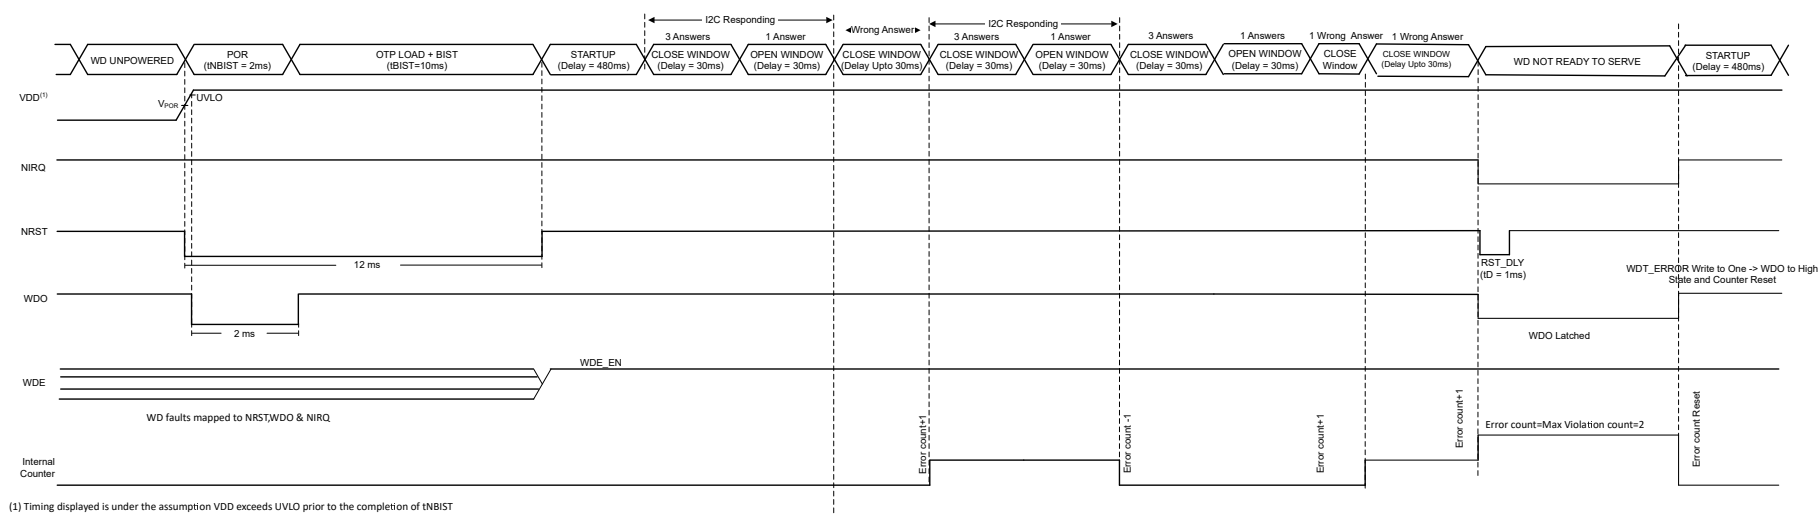 I2C Responding
I2C Responding
Wrong Answer
3 Answers
1 Answer
3 Answers
1 Answer
3 Answers
1 Answers
1 Wrong Answer
1 Wrong Answer
WD UNPOWERED
POR
(tNBIST = 2ms)
OTP LOAD + BIST
(tBIST=10ms)
STARTUP
(Delay = 480ms)
CLOSE WINDOW
(Delay = 30ms)
OPEN WINDOW
(Delay = 30ms)
CLOSE WINDOW
(Delay Upto 30ms)
CLOSE WINDOW
(Delay = 30ms)
OPEN WINDOW
(Delay = 30ms)
CLOSE WINDOW
(Delay = 30ms)
OPEN WINDOW
(Delay = 30ms)
CLOSE
Window
CLOSE WINDOW
(Delay Upto 30ms)
WD NOT READY TO SERVE
STARTUP
(Delay = 480ms)
VDD(1)
VPOR
UVLO
NIRQ
NRST
12 ms
RST_DLY
(tD = 1ms)
WDT_ERROR Write to One -> WDO to High
State and Counter Reset
WDO
2 ms
WDO Latched
WDE
WDE_EN
WD faults mapped to NRST,WDO & NIRQ
Error count+1
Error count -1
Error count+1
Error count+1
Error count=Max Violation count=2
Error count Reset
Internal
Counter
(1) Timing displayed is under the assumption VDD exceeds UVLO prior to the completion of tNBIST